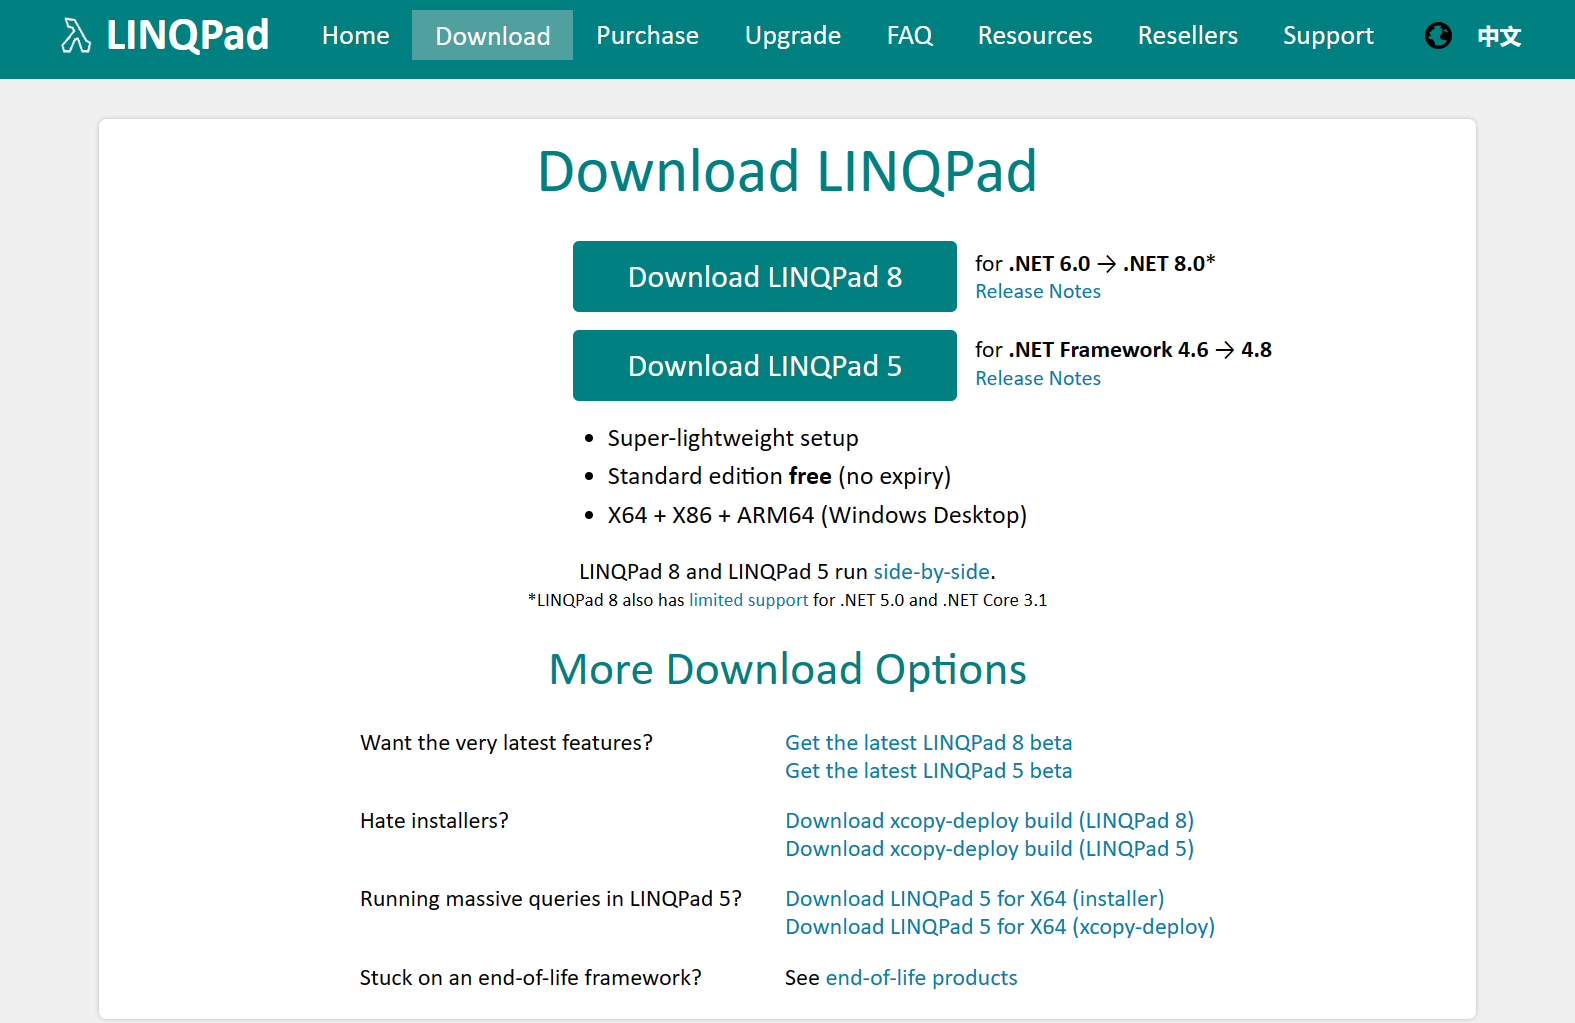 LINQPad Home Download Purchase Upgrade FAQ Resources Resellers Support 中文
Download LINQPad
Download LINQPad 8
for .NET 6.0 → .NET 8.0*
Release Notes
Download LINQPad 5
for .NET Framework 4.6 → 4.8
Release Notes
• Super-lightweight setup
• Standard edition free (no expiry)
• X64 + X86 + ARM64 (Windows Desktop)
LINQPad 8 and LINQPad 5 run side-by-side.
*LINQPad 8 also has limited support for .NET 5.0 and .NET Core 3.1
More Download Options
Want the very latest features? Get the latest LINQPad 8 beta
Get the latest LINQPad 5 beta
Hate installers? Download xcopy-deploy build (LINQPad 8)
Download xcopy-deploy build (LINQPad 5)
Running massive queries in LINQPad 5? Download LINQPad 5 for X64 (installer)
Download LINQPad 5 for X64 (xcopy-deploy)
Stuck on an end-of-life framework? See end-of-life products